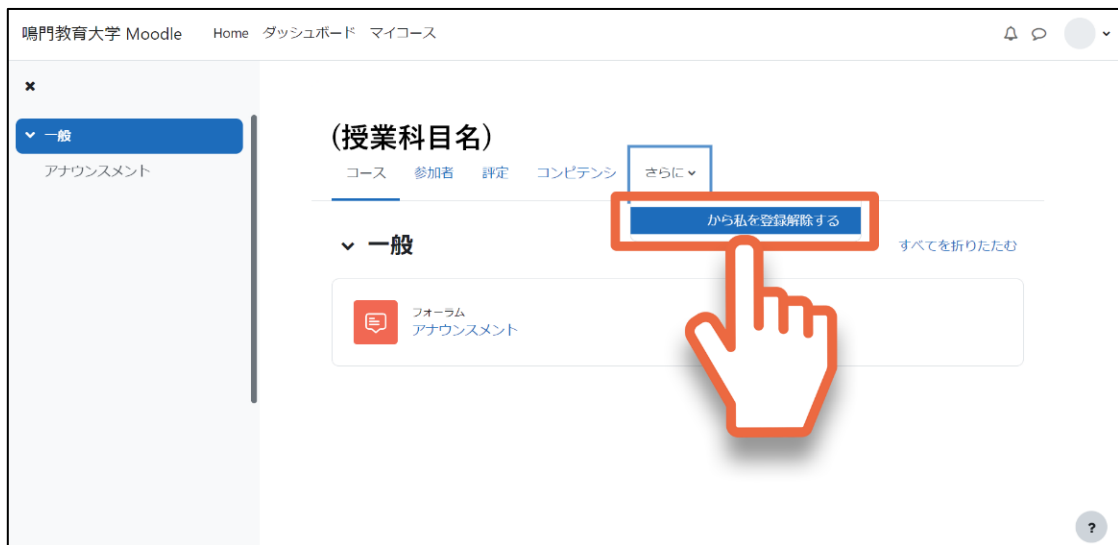 鳴門教育大学 Moodle Home ダッシュボード マイコース
一般
アナウンスメント
(授業科目名)
コース 参加者 評定 コンピテンシ さらに
から私を登録解除する
一般 すべてを折りたたむ
フォーラム
アナウンスメント
?